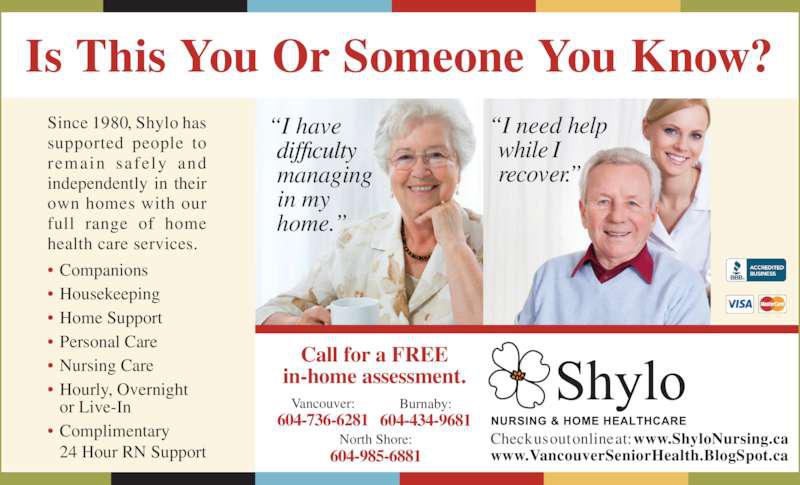 Is This You Or Someone You Know?
Since 1980, Shylo has
supported people to
remain safely and
independently in their
own homes with our
full range of home
health care services.
• Companions
• Housekeeping
• Home Support
• Personal Care
• Nursing Care
• Hourly, Overnight
or Live-In
• Complimentary
24 Hour RN Support
“I have
difficulty
managing
in my
home.”
“I need help
while I
recover.”
BBB.
ACCREDITED
BUSINESS
VISA
MasterCard
Call for a FREE
in-home assessment.
Vancouver:
604-736-6281
Burnaby:
604-434-9681
North Shore:
604-985-6881
Shylo
NURSING & HOME HEALTHCARE
Check us out online at: www.ShyloNursing.ca
www.VancouverSeniorHealth.BlogSpot.ca